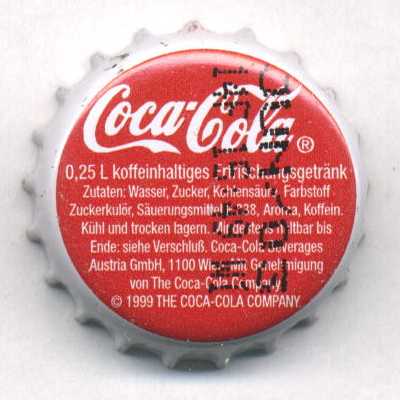 Coca-Cola ®
0,25 L koffeinhaltiges Erfrischungsgetränk
Zutaten: Wasser, Zucker, Kohlensäure, Farbstoff
Zuckerkulör, Säuerungsmittel E 338, Aroma, Koffein.
Kühl und trocken lagern. Mindestens haltbar bis
Ende: siehe Verschluß. Coca-Cola Beverages
Austria GmbH, 1100 Wien, mit Genehmigung
von The Coca-Cola Company
© 1999 THE COCA-COLA COMPANY